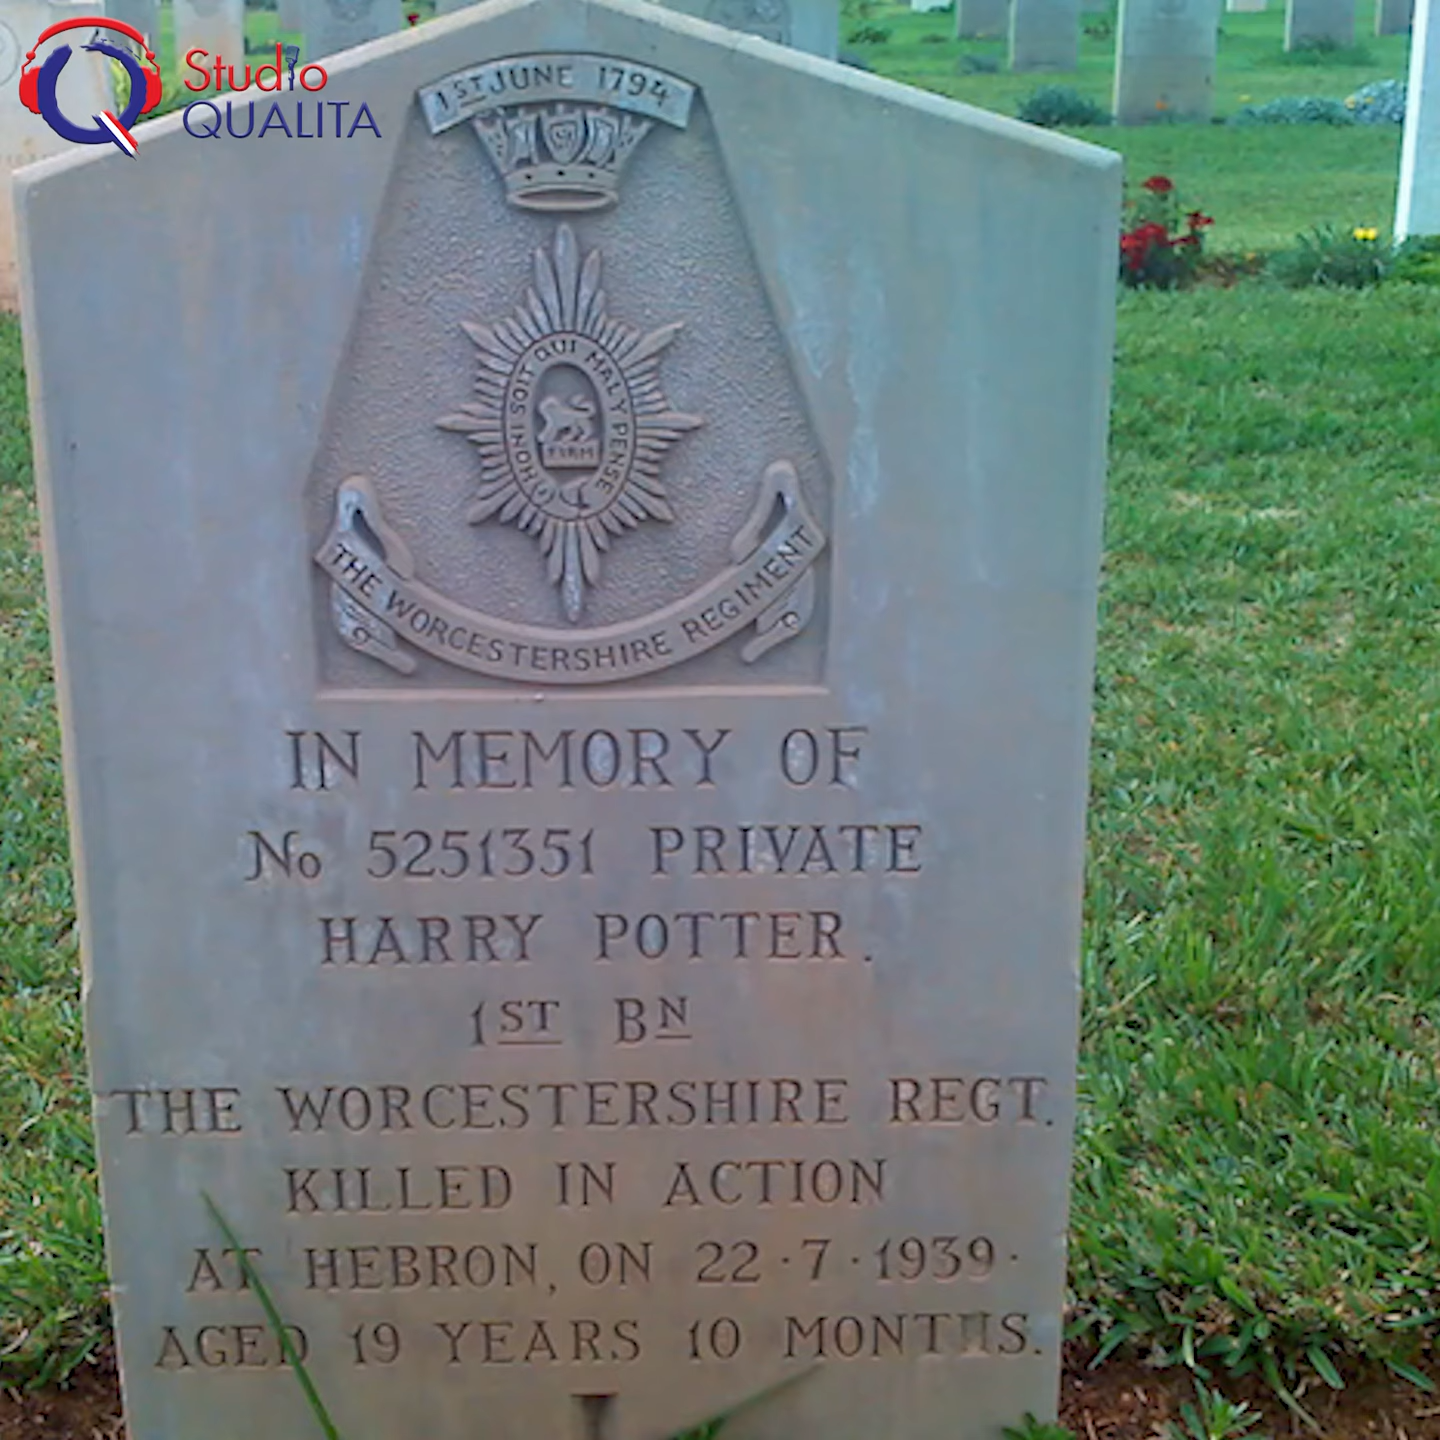 Studio
QUALITA
1ST JUNE 1794
HONI SOIT QUI MAL Y PENSE
FIRM
THE WORCESTERSHIRE REGIMENT
IN MEMORY OF
No 5251351 PRIVATE
HARRY POTTER.
1ST BN
THE WORCESTERSHIRE REGT.
KILLED IN ACTION
AT HEBRON, ON 22·7·1939·
AGED 19 YEARS 10 MONTHS.